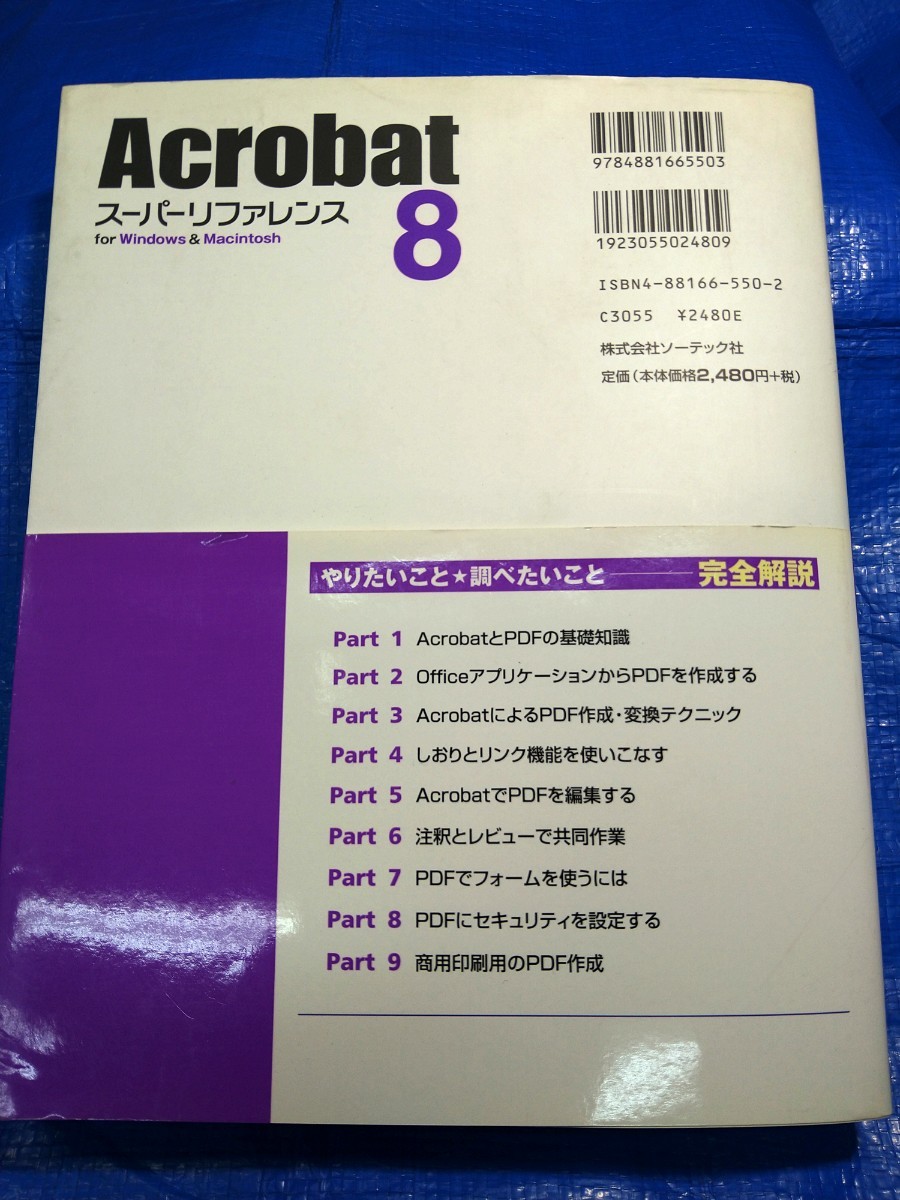 Acrobat
スーパーリファレンス
for Windows & Macintosh
8
9784881665503
1923055024809
ISBN4-88166-550-2
C3055 ¥2480E
株式会社ソーテック社
定価(本体価格2,480円+税)
やりたいこと★調べたいこと 完全解説
Part 1 AcrobatとPDFの基礎知識
Part 2 OfficeアプリケーションからPDFを作成する
Part 3 AcrobatによるPDF作成・変換テクニック
Part 4 しおりとリンク機能を使いこなす
Part 5 AcrobatでPDFを編集する
Part 6 注釈とレビューで共同作業
Part 7 PDFでフォームを使うには
Part 8 PDFにセキュリティを設定する
Part 9 商用印刷用のPDF作成